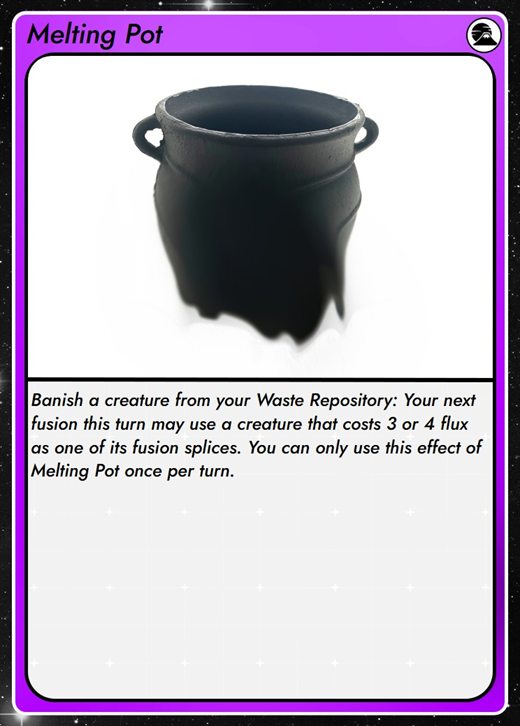 Melting Pot
Banish a creature from your Waste Repository: Your next
fusion this turn may use a creature that costs 3 or 4 flux
as one of its fusion splices. You can only use this effect of
Melting Pot once per turn.